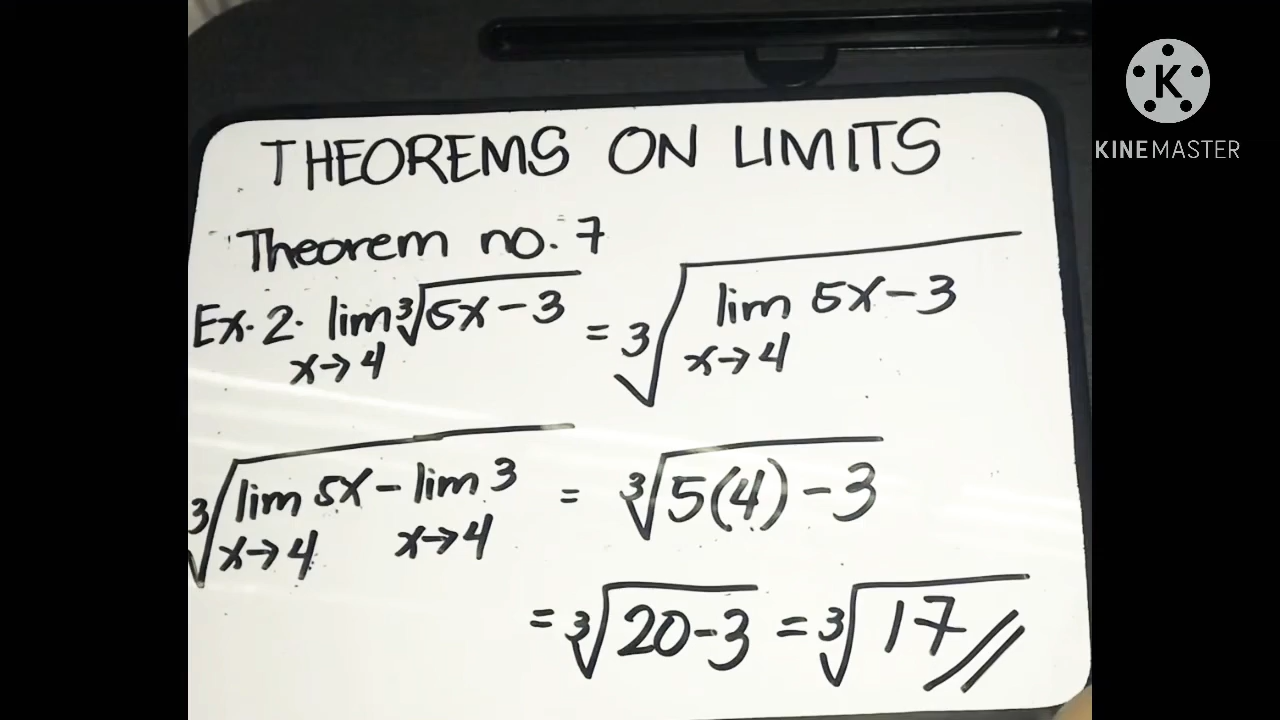 THEOREMS ON LIMITS
Theorem no. 7
Ex. 2. lim x→4 ∛(5x-3) = ∛(lim x→4 5x-3)
∛(lim x→4 5x - lim x→4 3) = ∛(5(4)-3)
= ∛(20-3) = ∛17 //
K
KINEMASTER